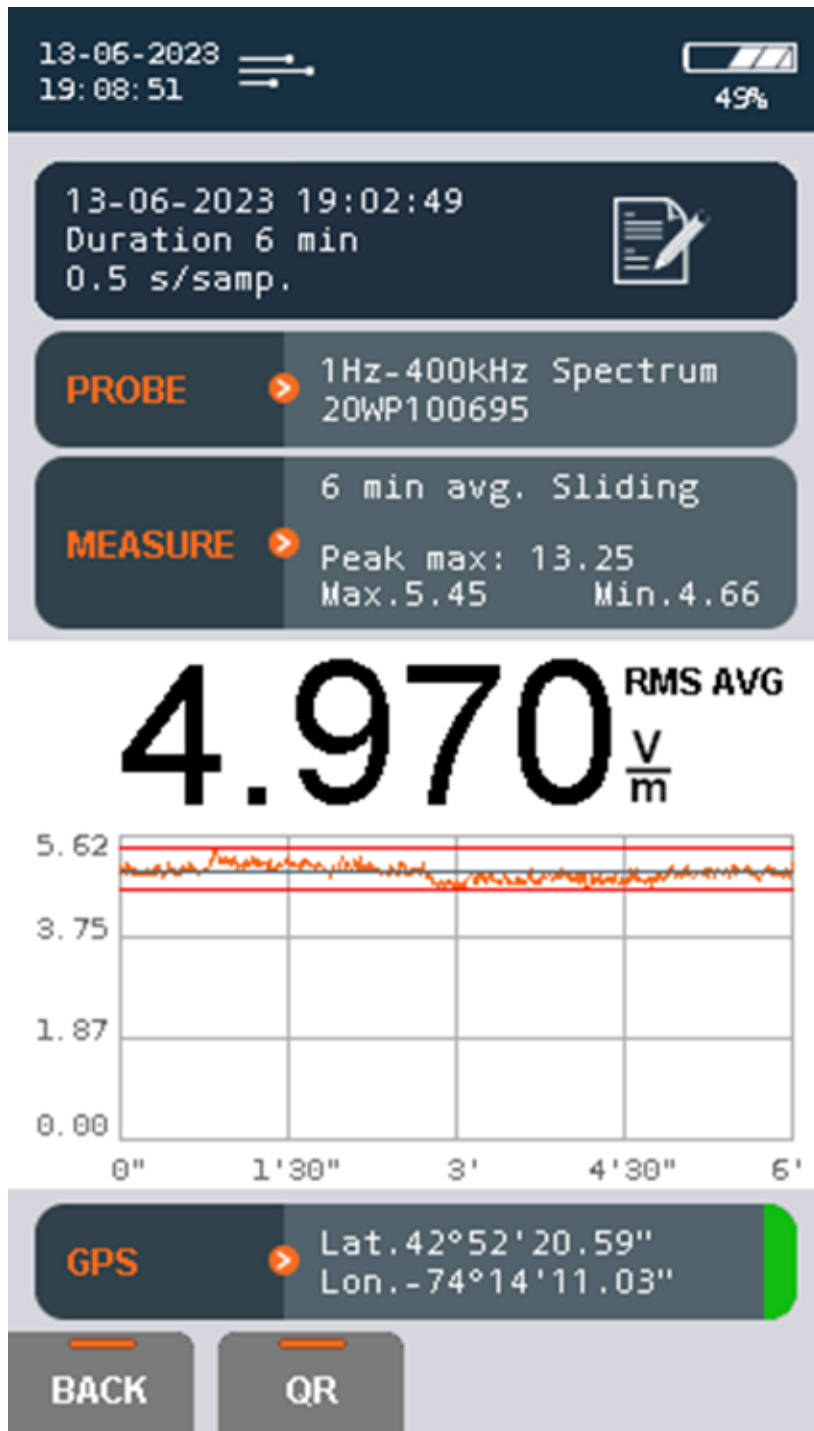 13-06-2023
19:08:51
49%
13-06-2023 19:02:49
Duration 6 min
0.5 s/samp.
PROBE
1Hz-400kHz Spectrum
20WP100695
MEASURE
6 min avg. Sliding
Peak max: 13.25
Max.5.45 Min.4.66
4.970 RMS AVG
V
m
5.62
3.75
1.87
0.00
0" 1'30" 3' 4'30" 6'
GPS
Lat.42°52'20.59"
Lon.-74°14'11.03"
BACK QR